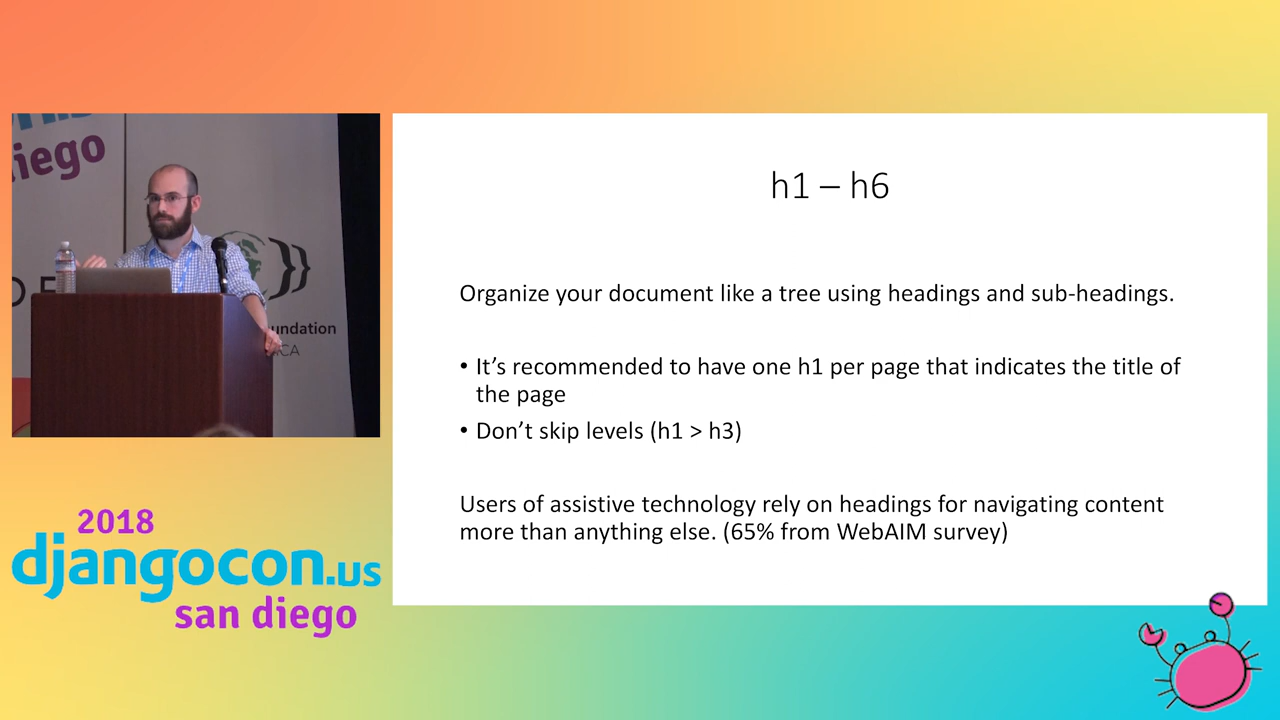 iego
undation
CA
2018
djangocon.us
san diego
h1 – h6
Organize your document like a tree using headings and sub-headings.
• It’s recommended to have one h1 per page that indicates the title of
the page
• Don’t skip levels (h1 > h3)
Users of assistive technology rely on headings for navigating content
more than anything else. (65% from WebAIM survey)